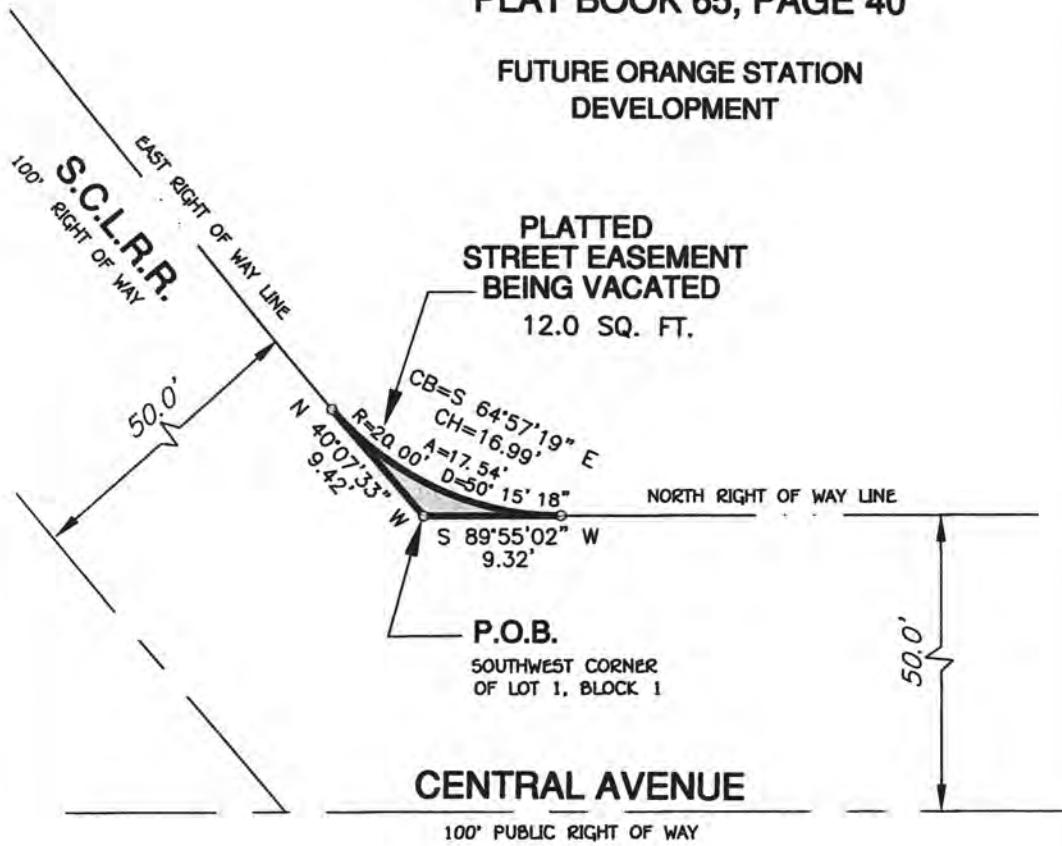 PLAT BOOK 65, PAGE 40
FUTURE ORANGE STATION
DEVELOPMENT
EAST RIGHT OF WAY LINE
S.C.L.R.R.
100' RIGHT OF WAY
PLATTED
STREET EASEMENT
BEING VACATED
12.0 SQ. FT.
50.0'
CB=S 64°57'19" E
CH=16.99'
R=20.00'
A=17.54'
D=50° 15' 18"
N 40°07'33" W
9.42'
NORTH RIGHT OF WAY LINE
S 89°55'02" W
9.32'
P.O.B.
SOUTHWEST CORNER
OF LOT 1, BLOCK 1
50.0'
CENTRAL AVENUE
100' PUBLIC RIGHT OF WAY